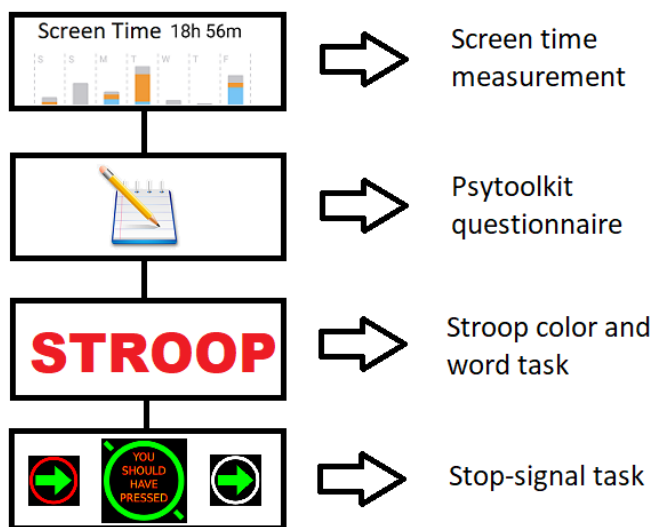 Screen Time 18h 56m
S S M T W T F
Screen time
measurement
Psytoolkit
questionnaire
STROOP
Stroop color and
word task
YOU
SHOULD
HAVE
PRESSED
Stop-signal task